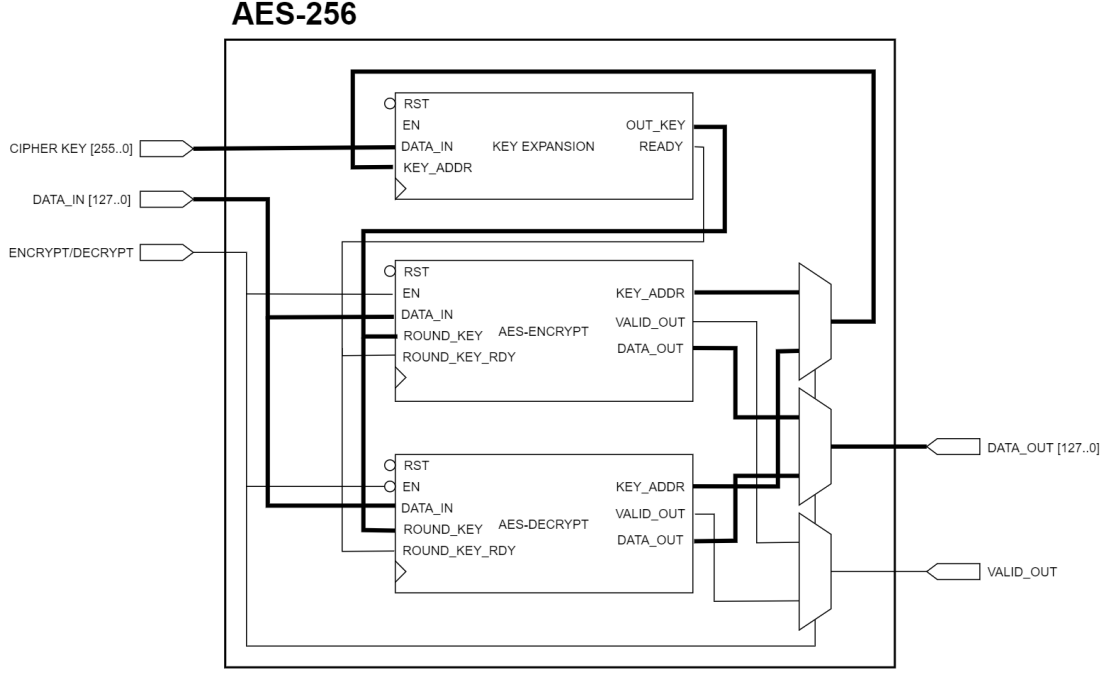 AES-256
CIPHER KEY [255..0]
DATA_IN [127..0]
ENCRYPT/DECRYPT
RST
EN
DATA_IN
KEY_ADDR
KEY EXPANSION
OUT_KEY
READY
RST
EN
DATA_IN
ROUND_KEY
ROUND_KEY_RDY
AES-ENCRYPT
KEY_ADDR
VALID_OUT
DATA_OUT
RST
EN
DATA_IN
ROUND_KEY
ROUND_KEY_RDY
AES-DECRYPT
KEY_ADDR
VALID_OUT
DATA_OUT
DATA_OUT [127..0]
VALID_OUT